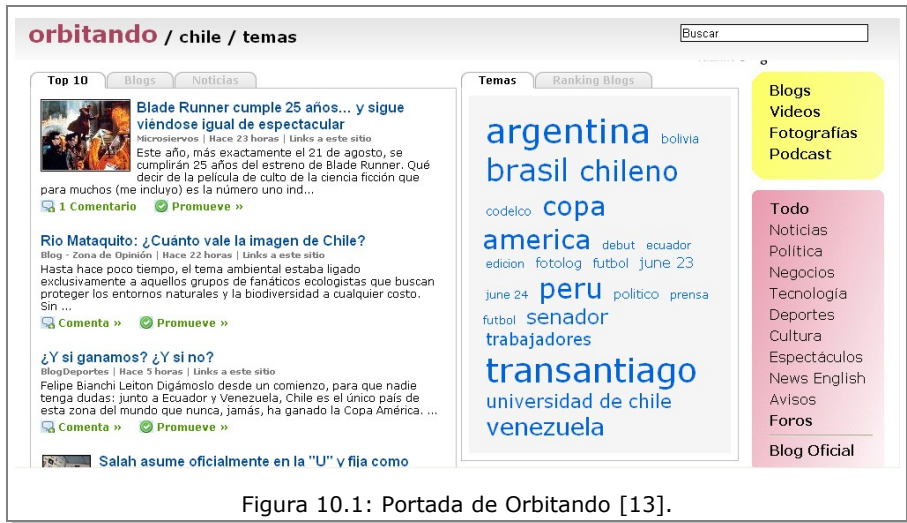 orbitando / chile / temas
Buscar
Top 10
Blogs
Noticias
Blade Runner cumple 25 años... y sigue
viéndose igual de espectacular
Microsiervos | Hace 23 horas | Links a este sitio
Este año, más exactamente el 21 de agosto, se
cumplirán 25 años del estreno de Blade Runner. Qué
decir de la película de culto de la ciencia ficción que
para muchos (me incluyo) es la número uno ind...
1 Comentario Promueve »
Rio Mataquito: ¿Cuánto vale la imagen de Chile?
Blog - Zona de Opinión | Hace 22 horas | Links a este sitio
Hasta hace poco tiempo, el tema ambiental estaba ligado
exclusivamente a aquellos grupos de fanáticos ecologistas que buscan
proteger los entornos naturales y la biodiversidad a cualquier costo.
Sin ...
Comenta » Promueve »
¿Y si ganamos? ¿Y si no?
BlogDeportes | Hace 5 horas | Links a este sitio
Felipe Bianchi Leiton Digámoslo desde un comienzo, para que nadie
tenga dudas: junto a Ecuador y Venezuela, Chile es el único país de
esta zona del mundo que nunca, jamás, ha ganado la Copa América. ...
Comenta » Promueve »
Salah asume oficialmente en la "U" y fija como
Temas
Ranking Blogs
argentina bolivia
brasil chileno
codelco copa
america debut ecuador
edicion fotolog futbol june 23
june 24 peru politico prensa
futbol senador
trabajadores
transantiago
universidad de chile
venezuela
Blogs
Videos
Fotografías
Podcast
Todo
Noticias
Política
Negocios
Tecnología
Deportes
Cultura
Espectáculos
News English
Avisos
Foros
Blog Oficial
Figura 10.1: Portada de Orbitando [13].